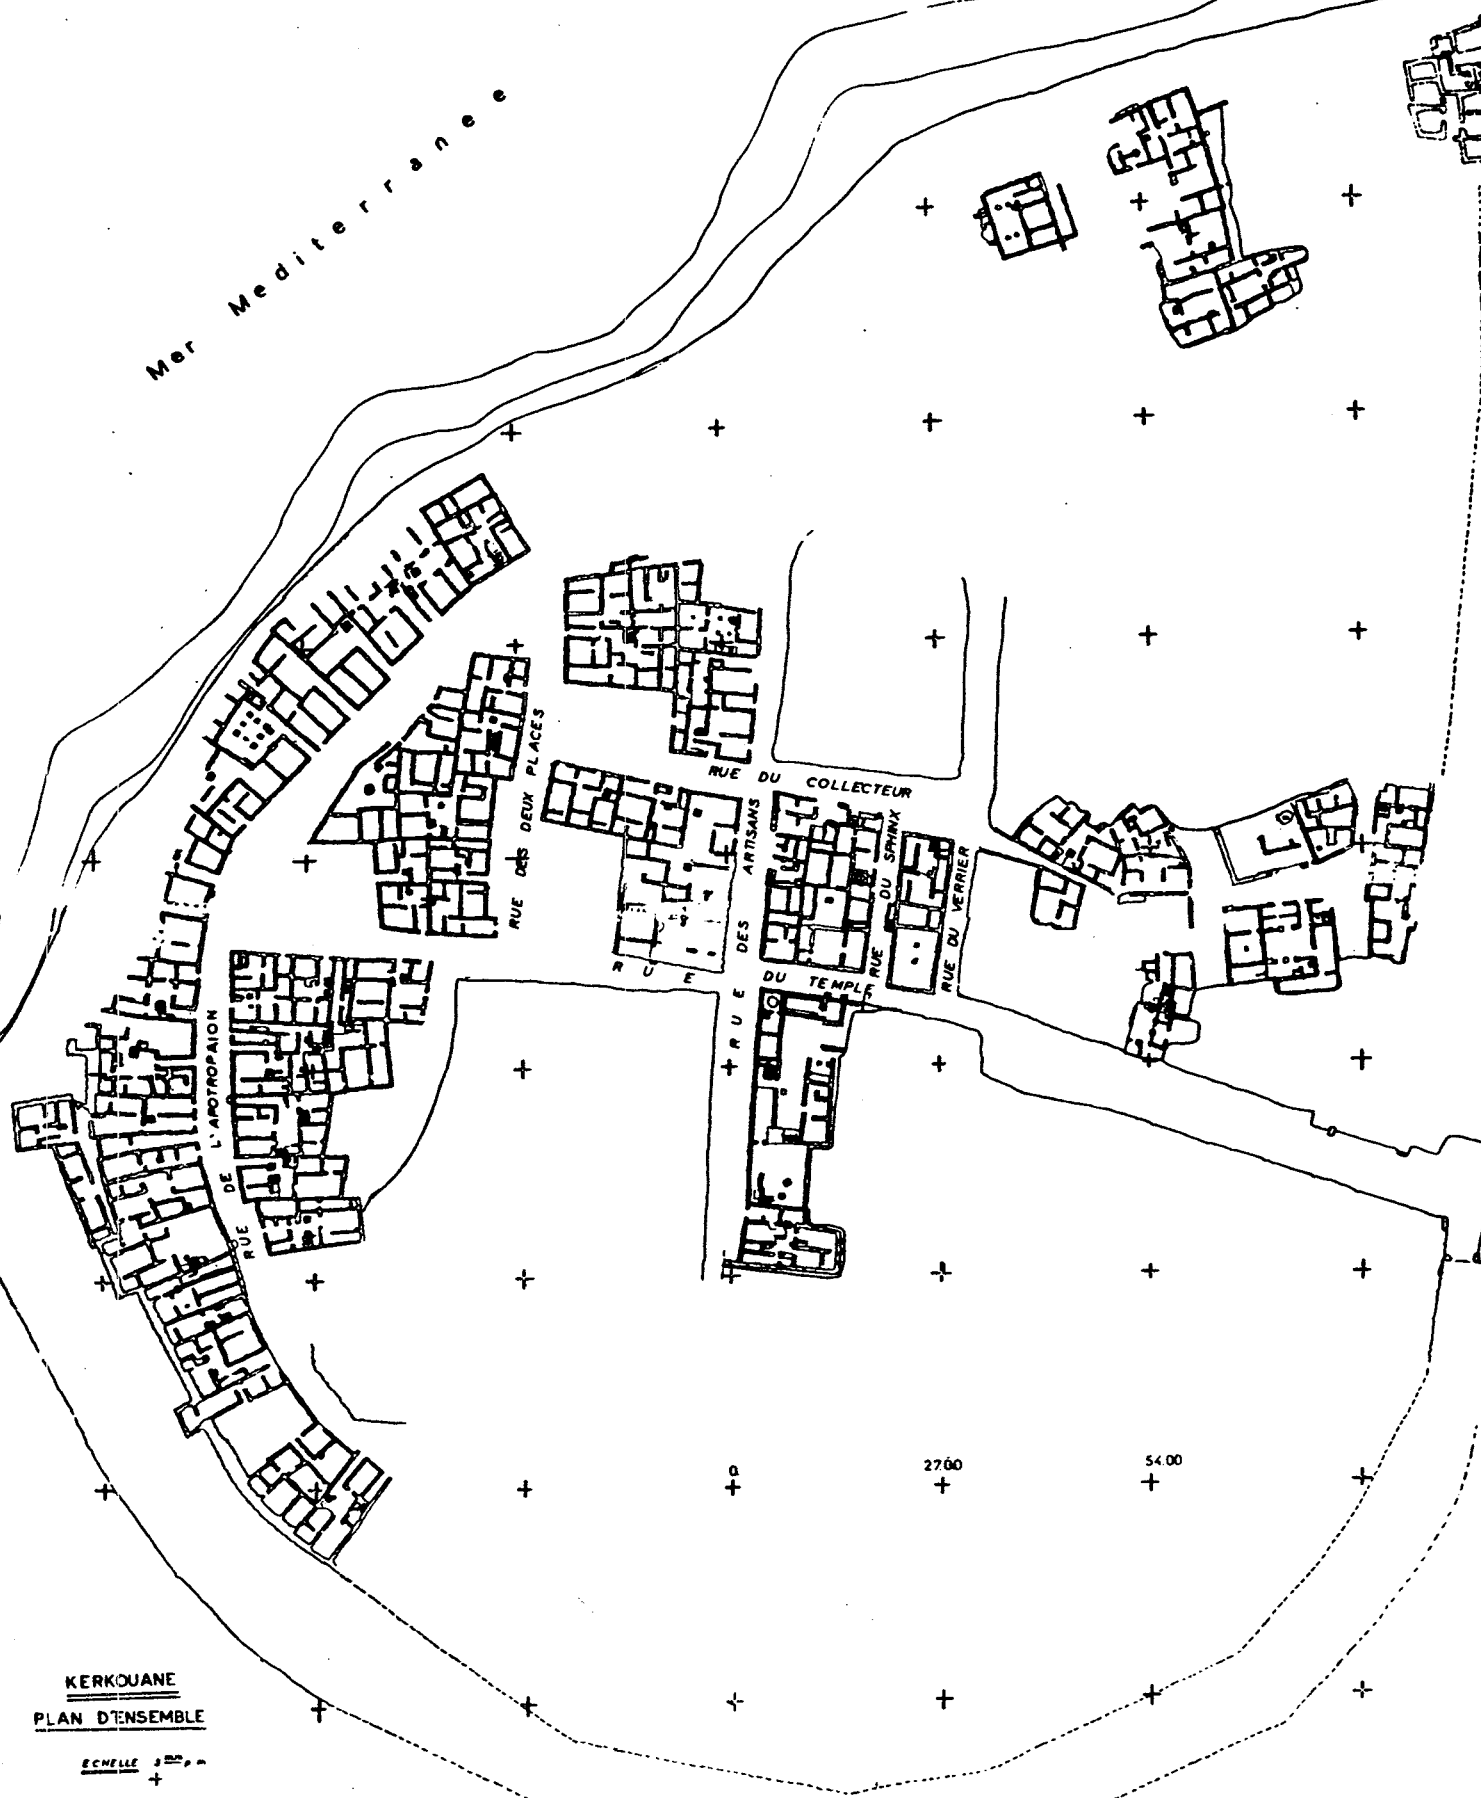 Mer Mediterranee
RUE DES DEUX PLACES
RUE DU COLLECTEUR
RUE DES ARTISANS
RUE DU SPHINX
RUE DU VERRIER
RUE DU TEMPLE
RUE DE L'APOTROPAION
0
27.00
54.00
KERKOUANE
PLAN D'ENSEMBLE
ECHELLE